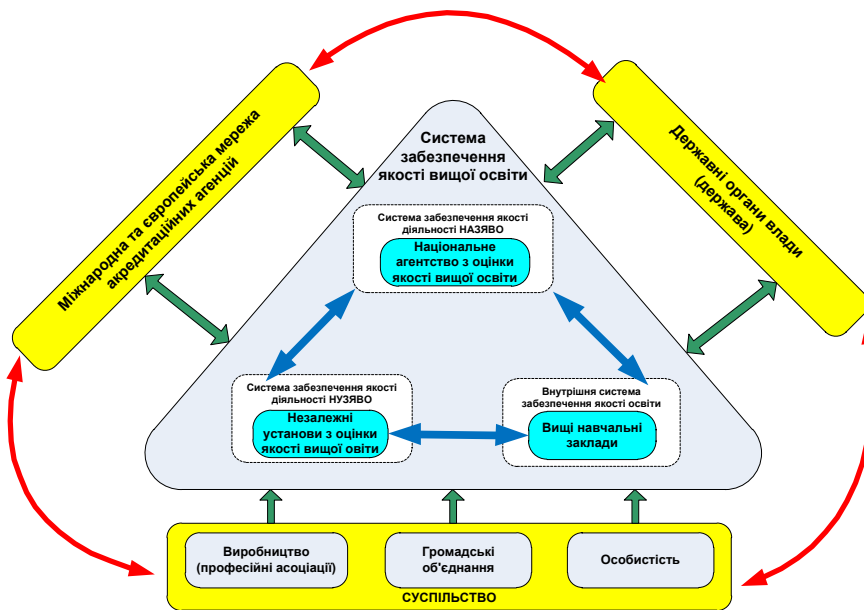 Міжнародна та європейська мережа
акредитаційних агенцій
Державні органи влади
(держава)
Система
забезпечення
якості вищої освіти
Система забезпечення якості
діяльності НАЗЯВО
Національне
агентство з оцінки
якості вищої освіти
Система забезпечення якості
діяльності НУЗЯВО
Незалежні
установи з оцінки
якості вищої овіти
Внутрішня система
забезпечення якості освіти
Вищі навчальні
заклади
Виробництво
(професійні асоціації)
Громадські
об'єднання
Особистість
СУСПІЛЬСТВО